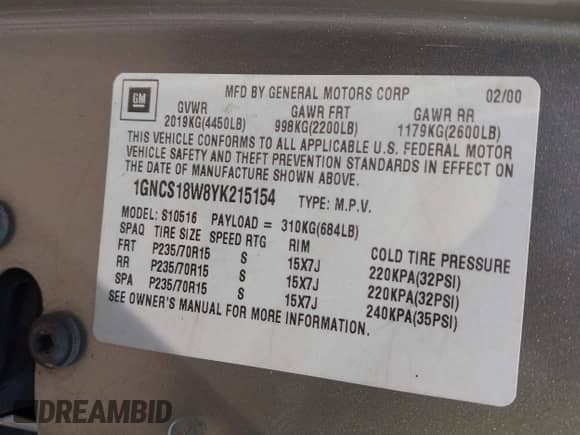 GM
MFD BY GENERAL MOTORS CORP 02/00
GVWR GAWR FRT GAWR RR
2019KG(4450LB) 998KG(2200LB) 1179KG(2600LB)
THIS VEHICLE CONFORMS TO ALL APPLICABLE U.S. FEDERAL MOTOR
VEHICLE SAFETY AND THEFT PREVENTION STANDARDS IN EFFECT ON
THE DATE OF MANUFACTURE SHOWN ABOVE.
1GNCS18W8YK215154 TYPE: M.P.V.
MODEL: S10516 PAYLOAD = 310KG(684LB)
SPAQ TIRE SIZE SPEED RTG RIM COLD TIRE PRESSURE
FRT P235/70R15 S 15X7J 220KPA(32PSI)
RR P235/70R15 S 15X7J 220KPA(32PSI)
SPA P235/70R15 S 15X7J 240KPA(35PSI)
SEE OWNER'S MANUAL FOR MORE INFORMATION.
DREAMBID